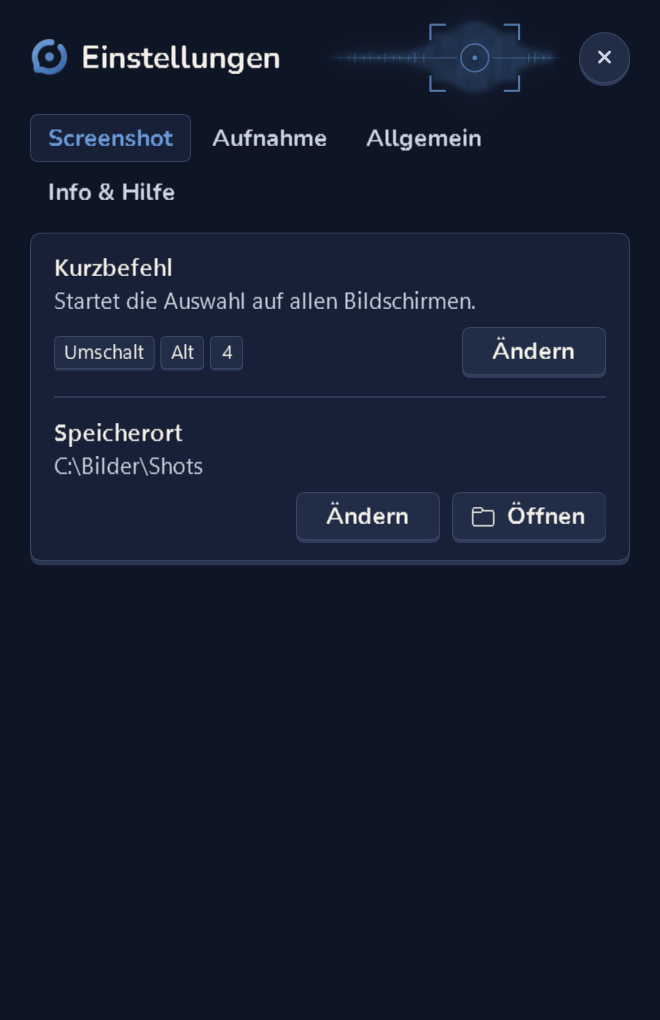 Einstellungen
Screenshot Aufnahme Allgemein
Info & Hilfe
Kurzbefehl
Startet die Auswahl auf allen Bildschirmen.
Umschalt Alt 4 Ändern
Speicherort
C:\Bilder\Shots
Ändern Öffnen